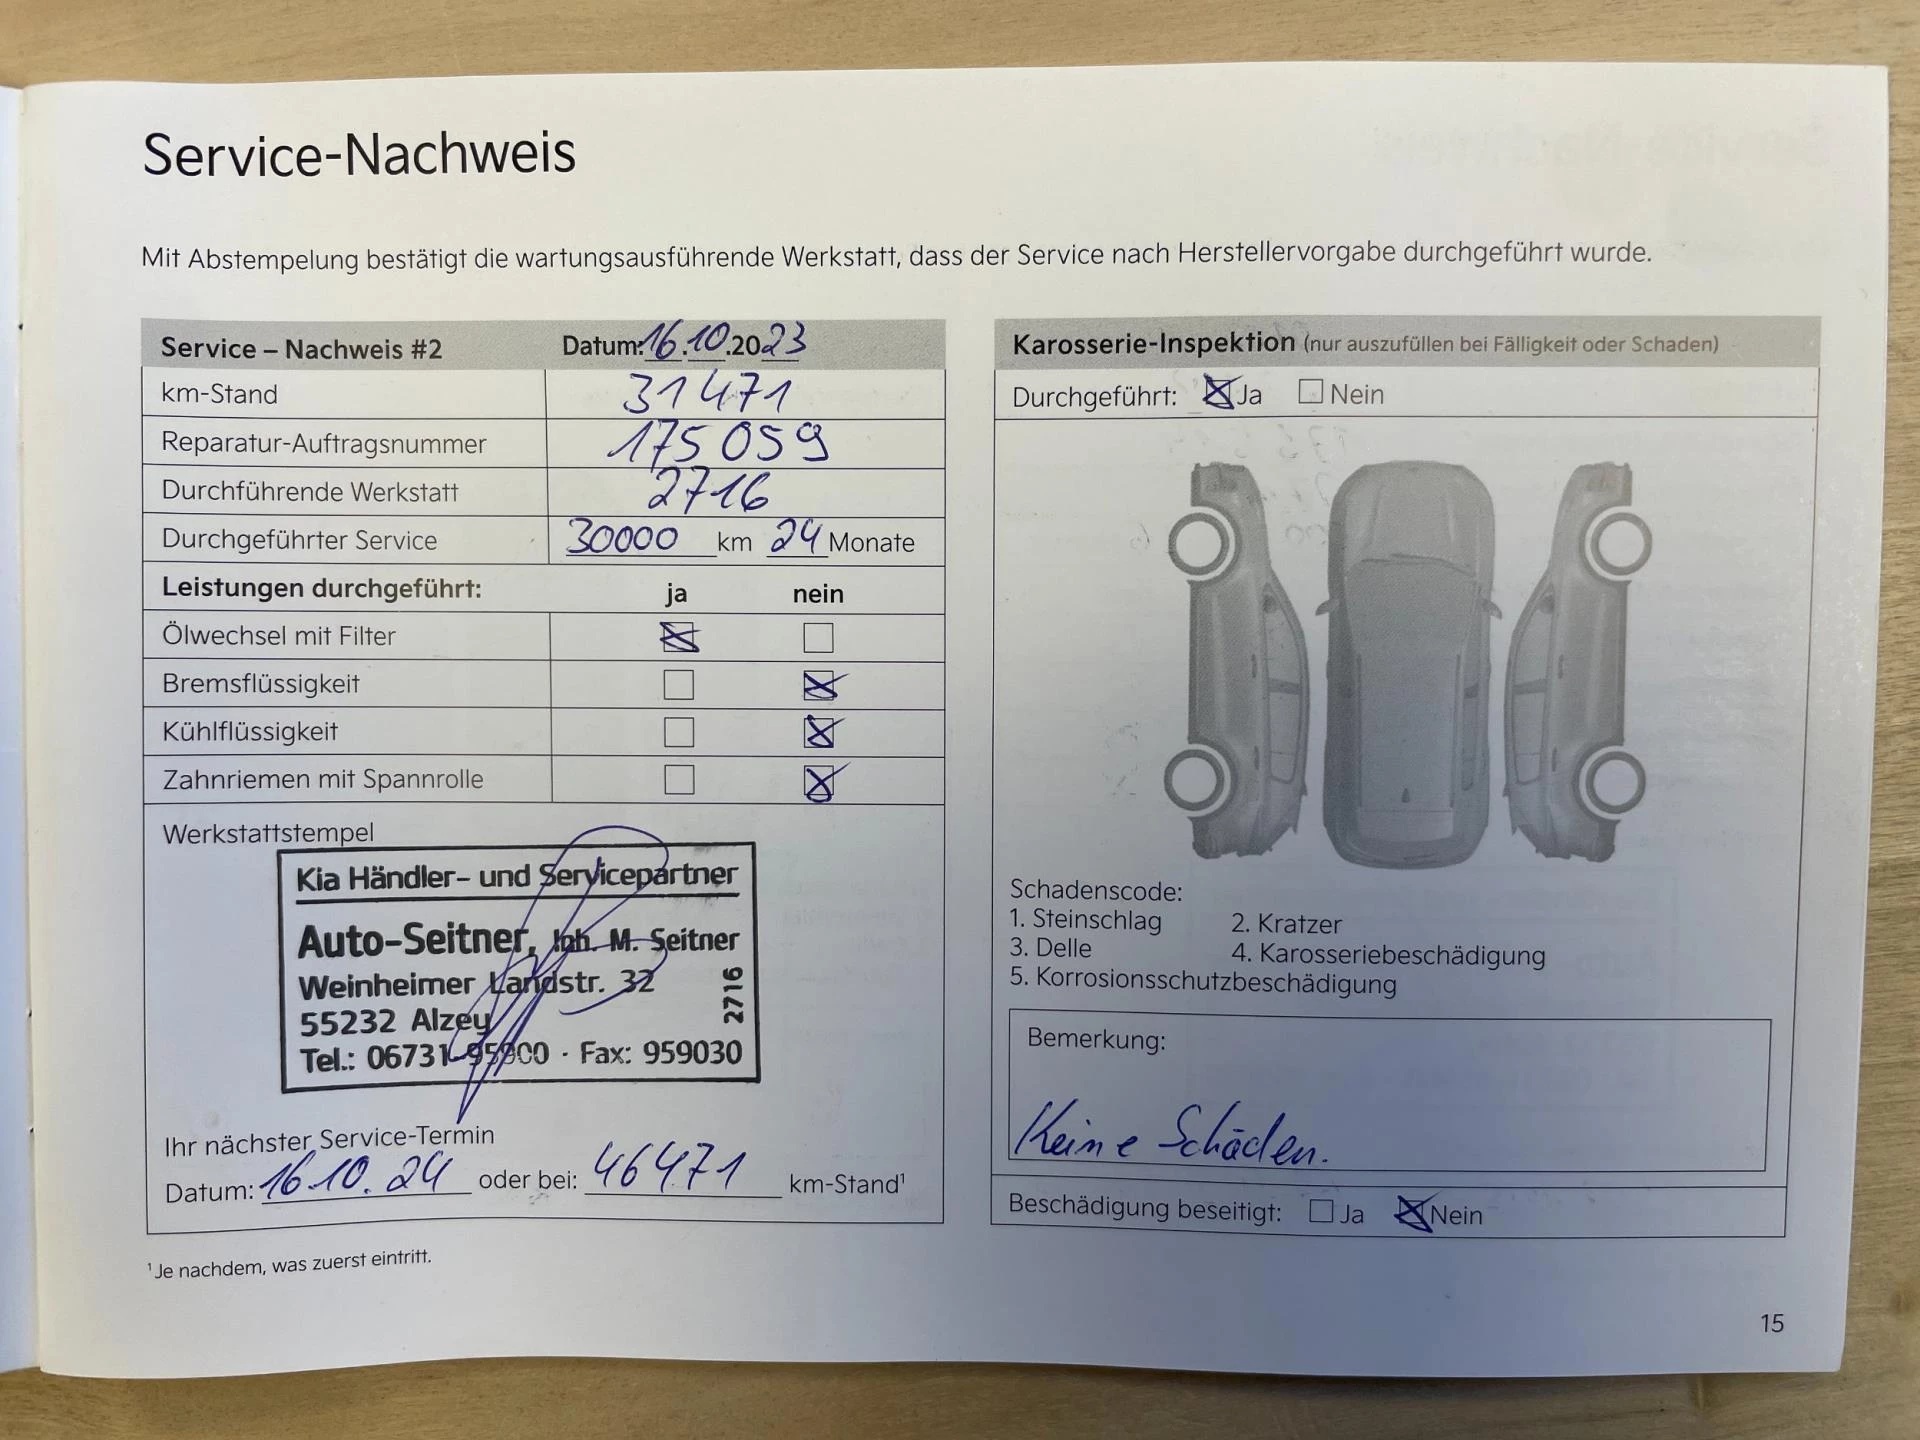 Service-Nachweis
Mit Abstempelung bestätigt die wartungsausführende Werkstatt, dass der Service nach Herstellervorgabe durchgeführt wurde.
Service – Nachweis #2 Datum: 16.10.2023
km-Stand 31471
Reparatur-Auftragsnummer 175059
Durchführende Werkstatt 2716
Durchgeführter Service 30000 km 24 Monate
Leistungen durchgeführt: ja nein
Ölwechsel mit Filter ☒ ☐
Bremsflüssigkeit ☐ ☒
Kühlflüssigkeit ☐ ☒
Zahnriemen mit Spannrolle ☐ ☒
Werkstattstempel
Kia Händler- und Servicepartner
Auto-Seitner, Inh. M. Seitner
Weinheimer Landstr. 32
55232 Alzey
Tel.: 06731-95900 · Fax: 959030
2716
Ihr nächster Service-Termin
Datum: 16.10.24 oder bei: 46471 km-Stand¹
¹ Je nachdem, was zuerst eintritt.
Karosserie-Inspektion (nur auszufüllen bei Fälligkeit oder Schaden)
Durchgeführt: ☒ Ja ☐ Nein
Schadenscode:
1. Steinschlag 2. Kratzer
3. Delle 4. Karosseriebeschädigung
5. Korrosionsschutzbeschädigung
Bemerkung:
Keine Schäden.
Beschädigung beseitigt: ☐ Ja ☒ Nein
15